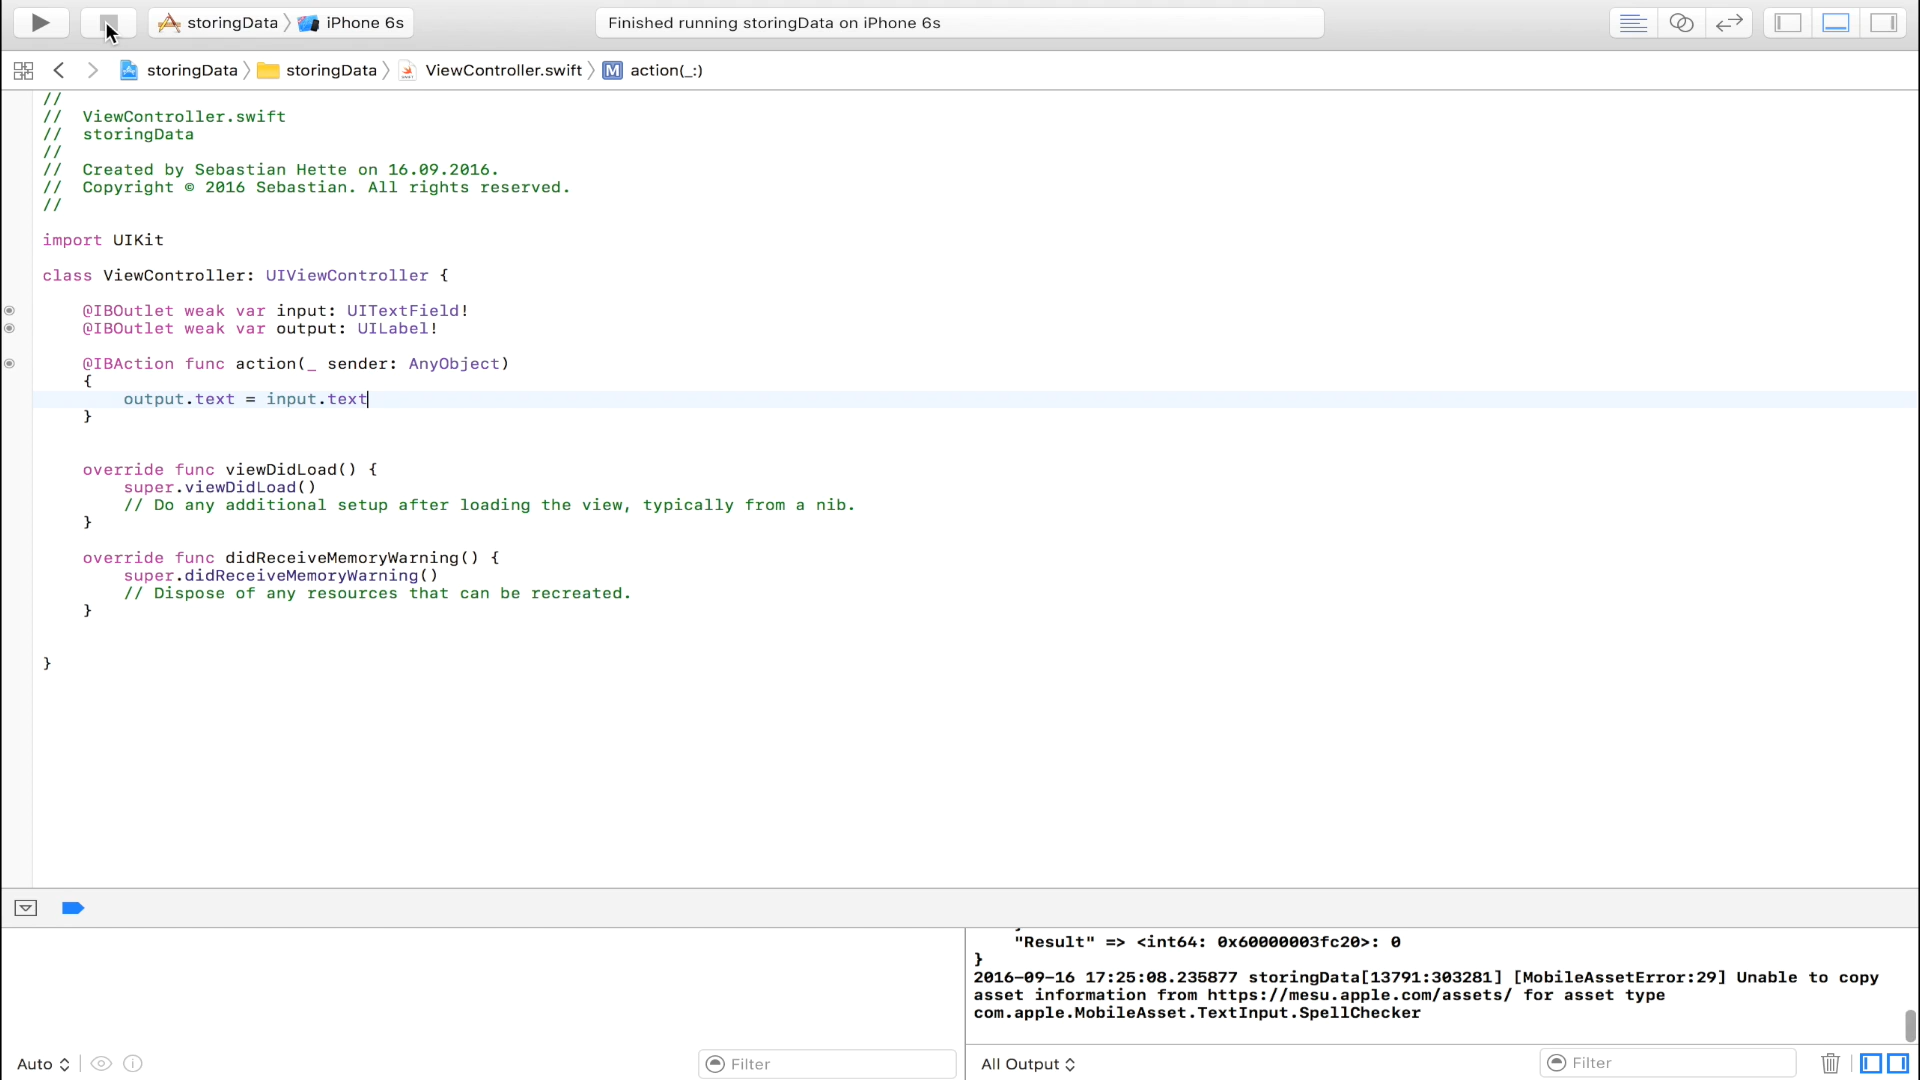 storingData iPhone 6s
Finished running storingData on iPhone 6s
storingData storingData ViewController.swift M action(_:)
//
// ViewController.swift
// storingData
//
// Created by Sebastian Hette on 16.09.2016.
// Copyright © 2016 Sebastian. All rights reserved.
//
import UIKit
class ViewController: UIViewController {
@IBOutlet weak var input: UITextField!
@IBOutlet weak var output: UILabel!
@IBAction func action(_ sender: AnyObject)
{
output.text = input.text
}
override func viewDidLoad() {
super.viewDidLoad()
// Do any additional setup after loading the view, typically from a nib.
}
override func didReceiveMemoryWarning() {
super.didReceiveMemoryWarning()
// Dispose of any resources that can be recreated.
}
}
"Result" => <int64: 0x60000003fc20>: 0
}
2016-09-16 17:25:08.235877 storingData[13791:303281] [MobileAssetError:29] Unable to copy
asset information from https://mesu.apple.com/assets/ for asset type
com.apple.MobileAsset.TextInput.SpellChecker
Auto
Filter
All Output
Filter